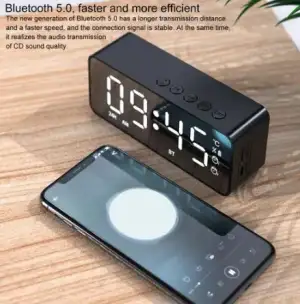 Bluetooth 5.0, faster and more efficient
The new generation of Bluetooth 5.0 has a longer transmission distance
and a faster speed, and the connection signal is stable. At the same time,
it realizes the audio transmission
of CD sound quality
09:45
BT
°C